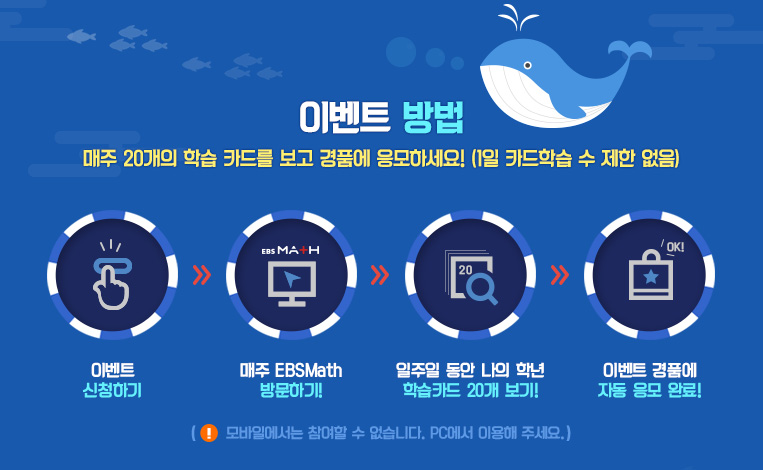 이벤트 방법
매주 20개의 학습 카드를 보고 경품에 응모하세요! (1일 카드학습 수 제한 없음)
EBS MATH
20
OK!
이벤트
신청하기
매주 EBSMath
방문하기!
일주일 동안 나의 학년
학습카드 20개 보기!
이벤트 경품에
자동 응모 완료!
( ! 모바일에서는 참여할 수 없습니다. PC에서 이용해 주세요.)